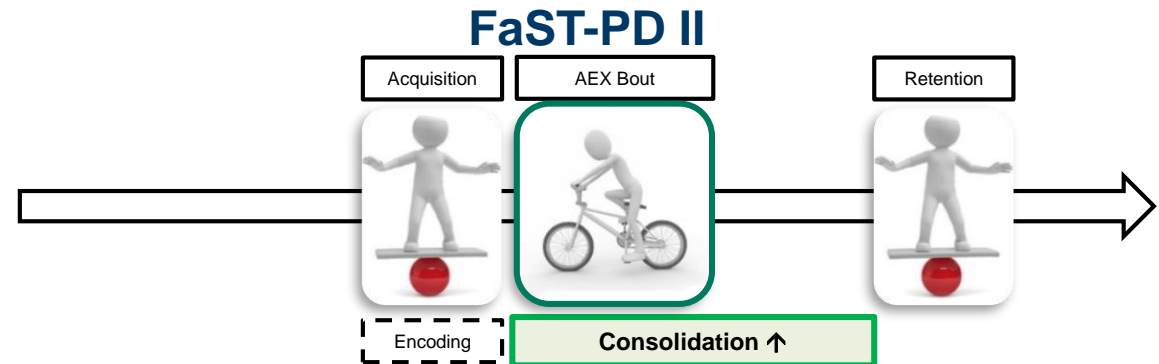 FaST-PD II
Acquisition
AEX Bout
Retention
Encoding
Consolidation ↑